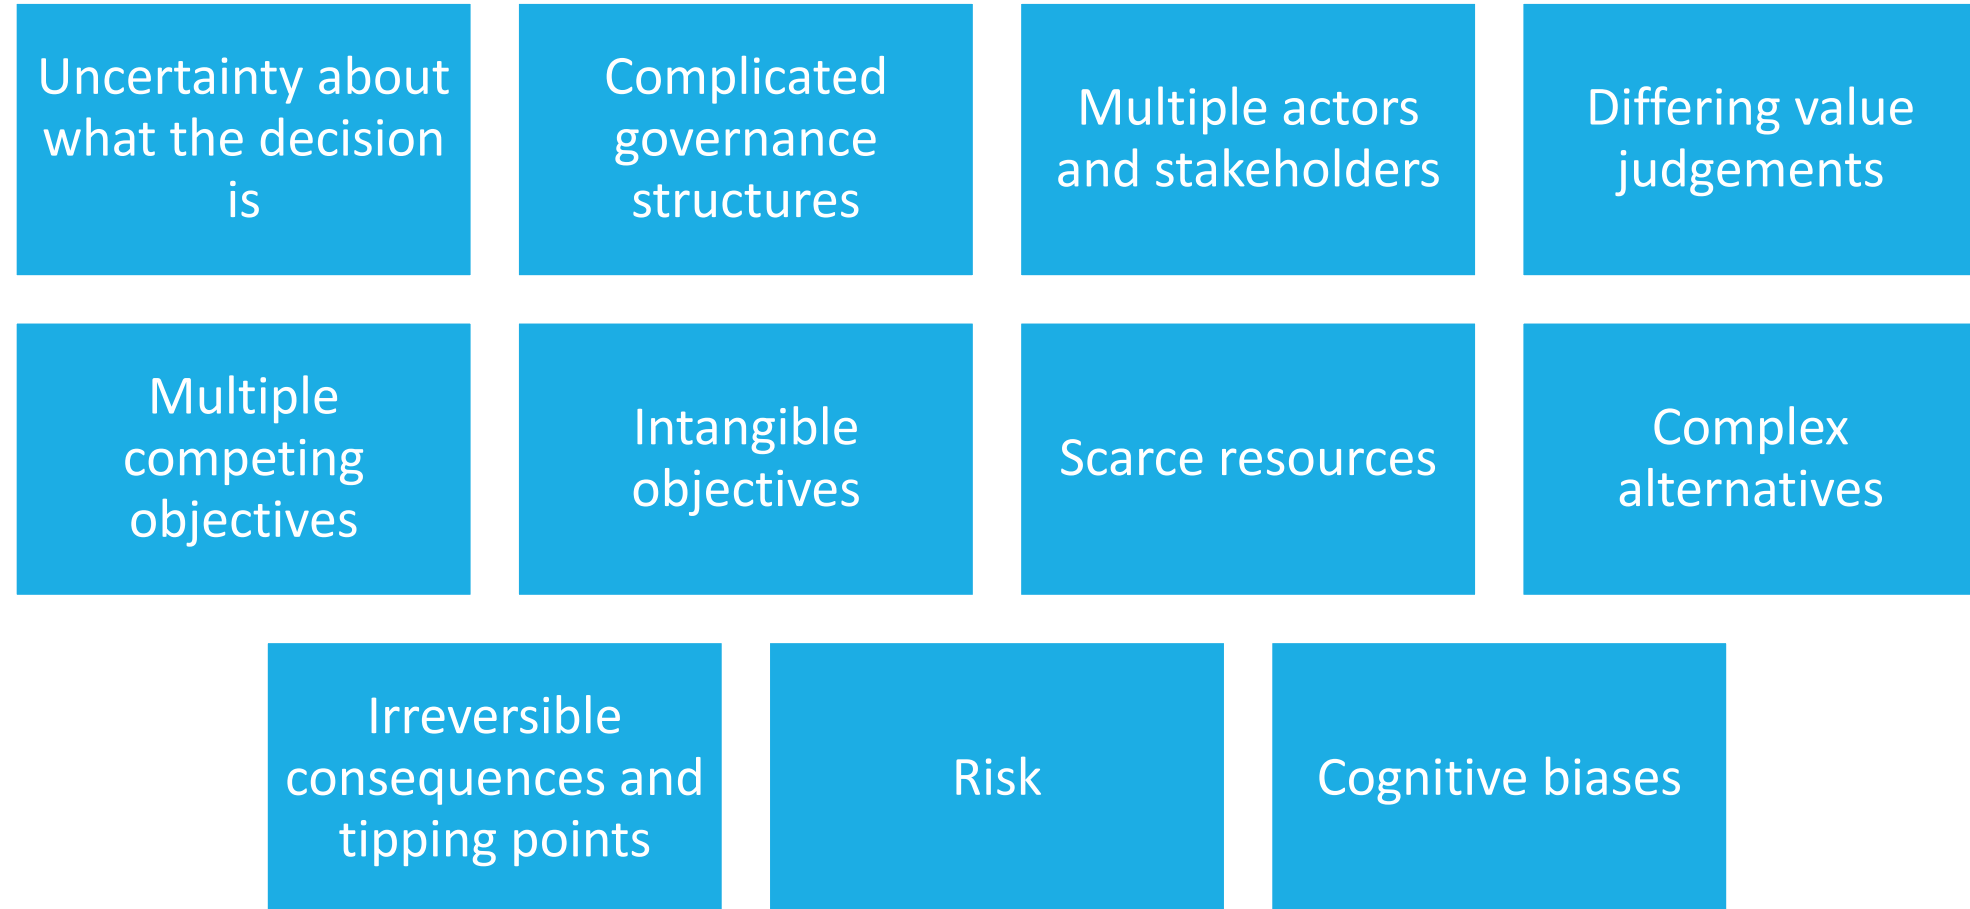 Uncertainty about
what the decision
is
Complicated
governance
structures
Multiple actors
and stakeholders
Differing value
judgements
Multiple
competing
objectives
Intangible
objectives
Scarce resources
Complex
alternatives
Irreversible
consequences and
tipping points
Risk
Cognitive biases